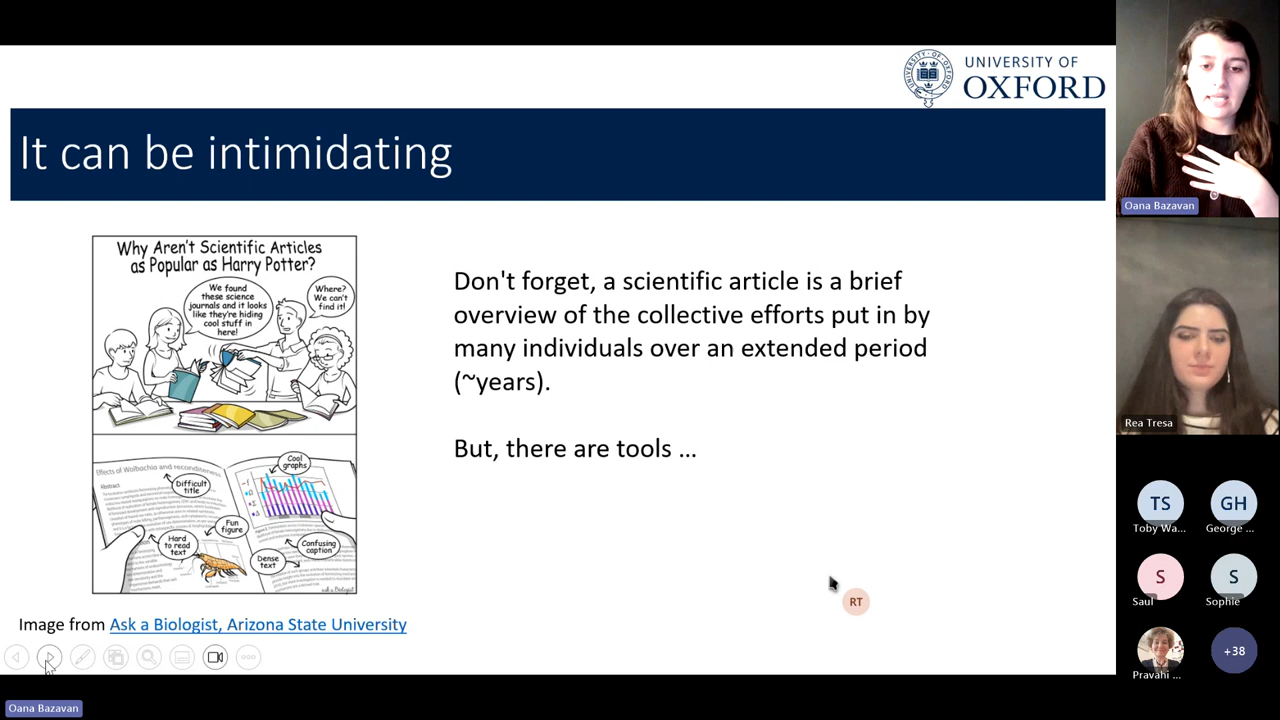 UNIVERSITY OF
OXFORD
It can be intimidating
Why Aren't Scientific Articles
as Popular as Harry Potter?
We found
these science
journals and it looks
like they're hiding
cool stuff in
here!
Where?
We can't
find it!
Effects of Wolbachia and
Abstract
Difficult
title
Cool
graphs
Hard
to read
text
Fun
figure
Confusing
caption
Dense
text
Don't forget, a scientific article is a brief
overview of the collective efforts put in by
many individuals over an extended period
(~years).
But, there are tools ...
Image from Ask a Biologist, Arizona State University
RT
Oana Bazavan
Oana Bazavan
Rea Tresa
TS
Toby Wa...
GH
George ...
S
Saul
S
Sophie
Pravahi ...
+38